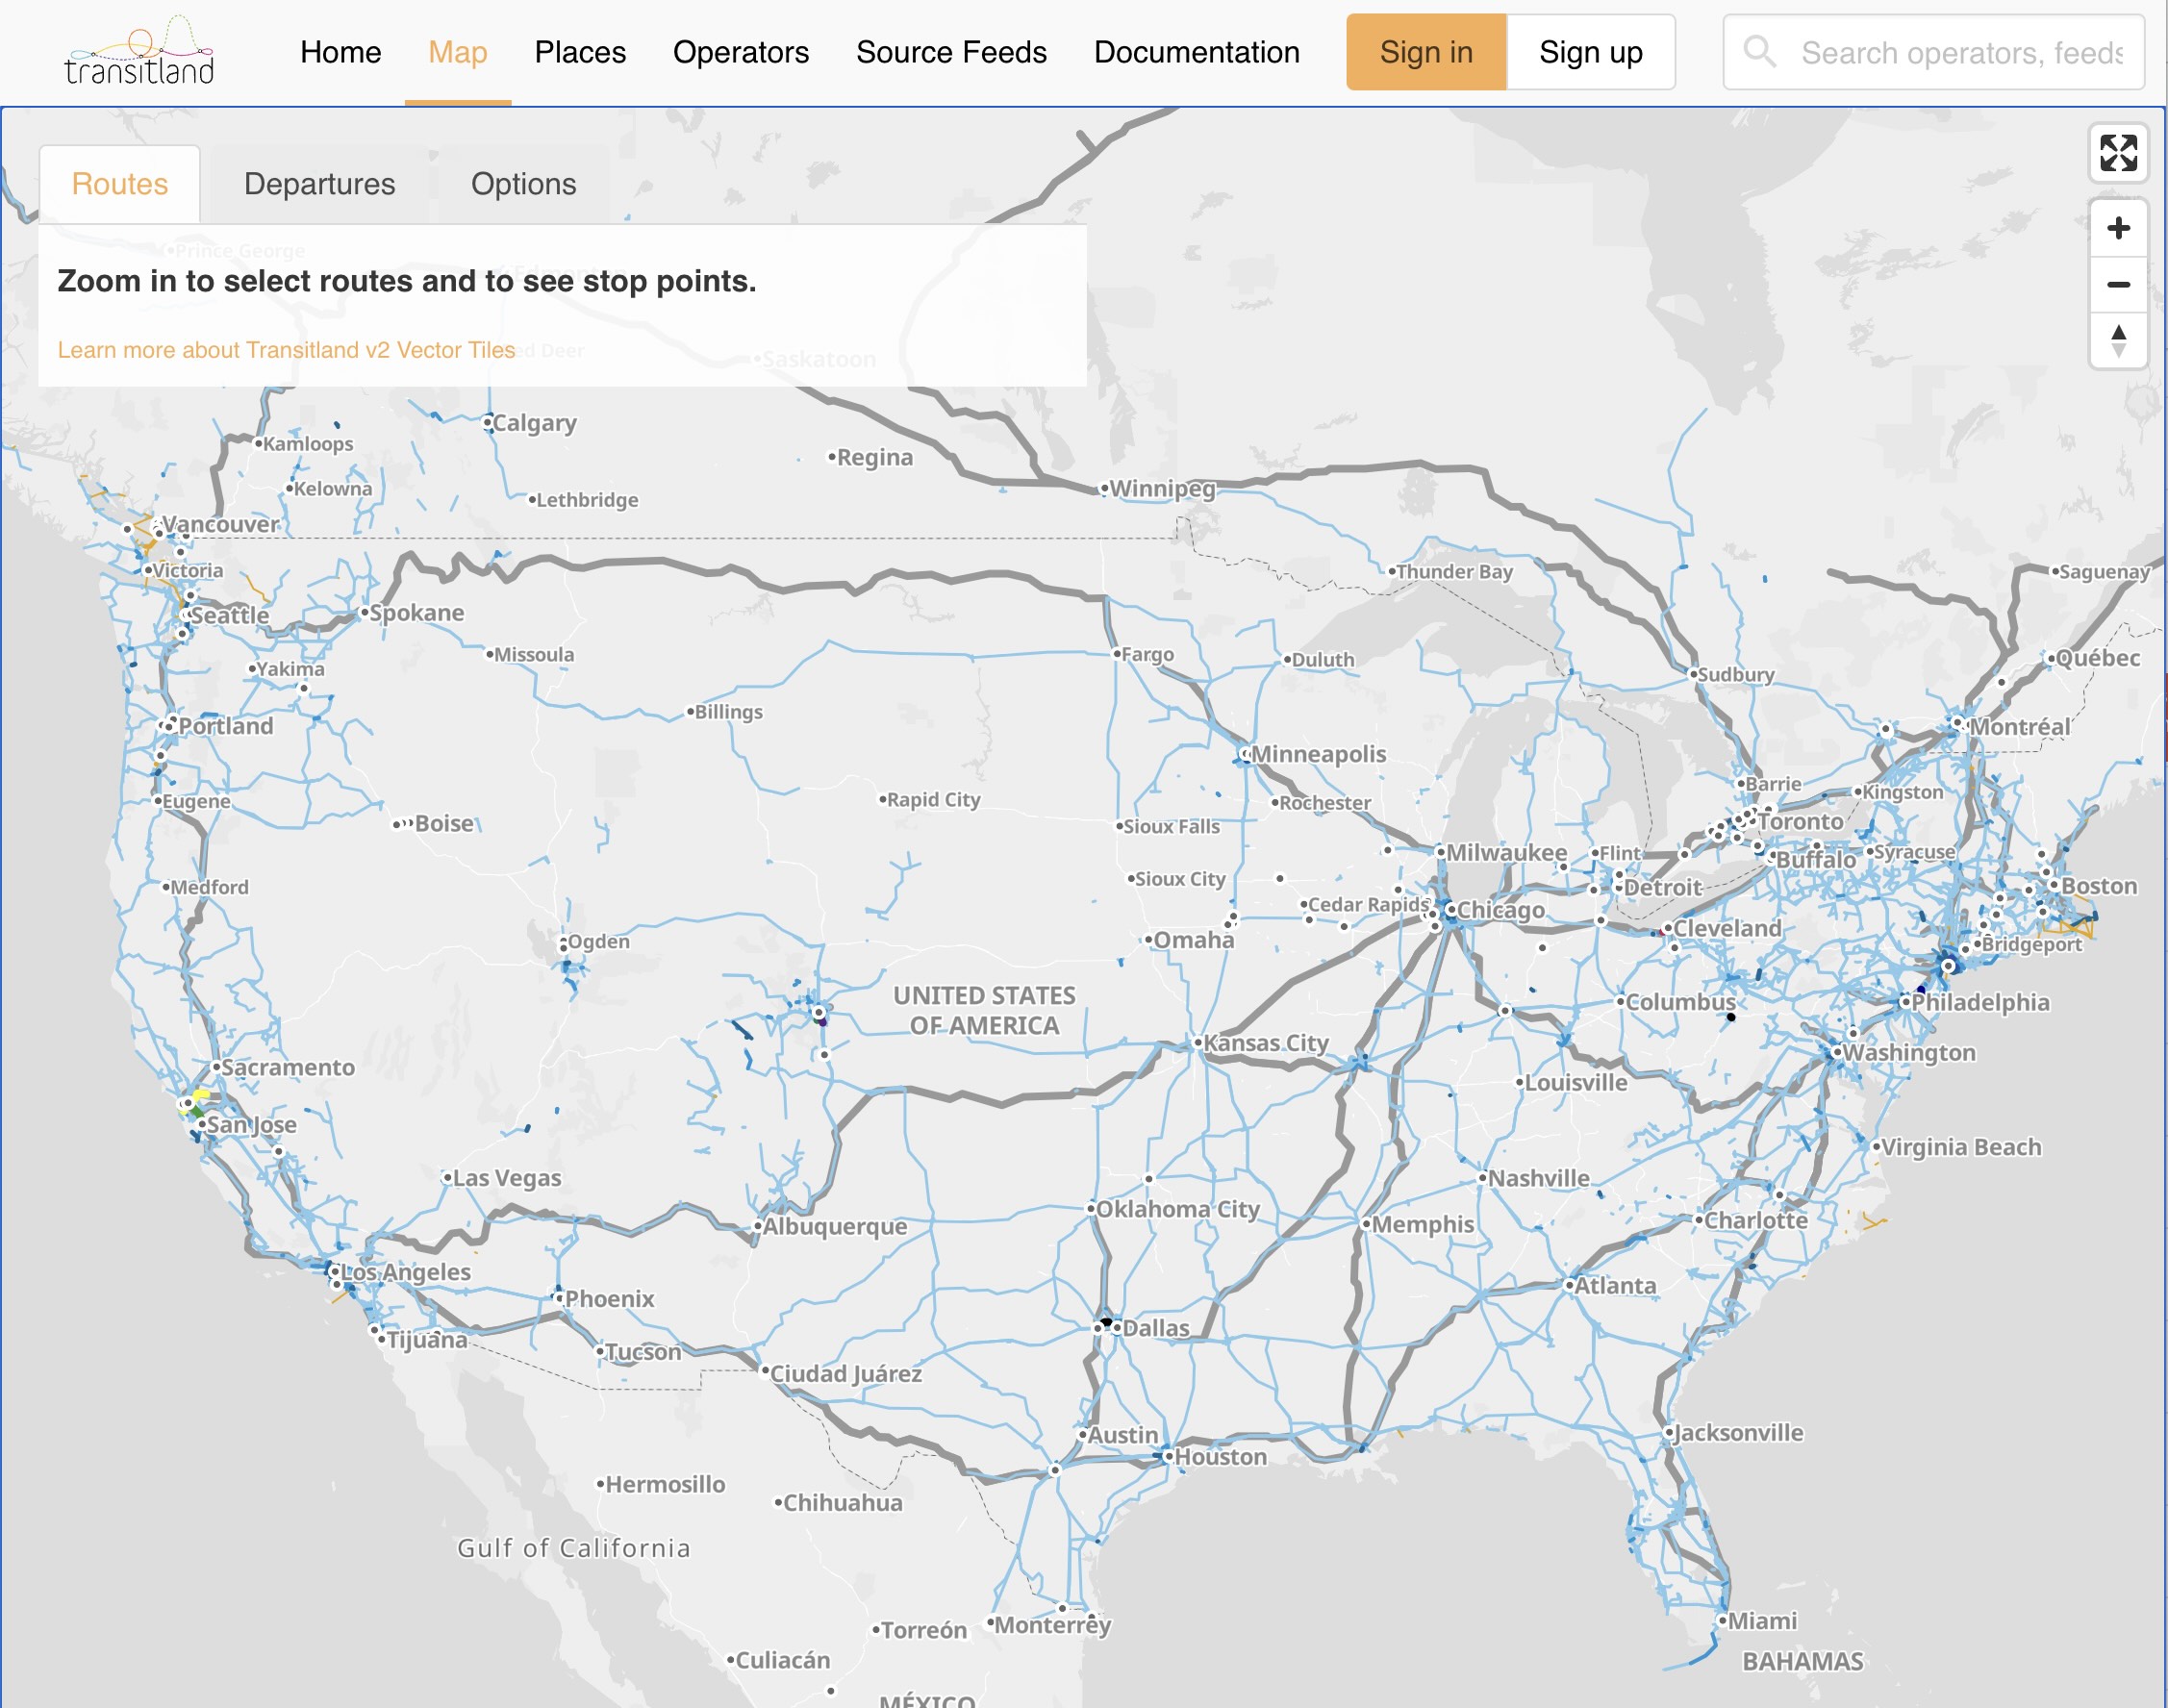 transitland
Home
Map
Places
Operators
Source Feeds
Documentation
Sign in
Sign up
Search operators, feeds
Routes
Departures
Options
Prince George
Zoom in to select routes and to see stop points.
Learn more about Transitland v2 Vector Tiles
Saskatoon
Calgary
Kamloops
Regina
Kelowna
Lethbridge
Winnipeg
Vancouver
Victoria
Thunder Bay
Saguenay
Seattle
Spokane
Missoula
Fargo
Duluth
Québec
Yakima
Sudbury
Billings
Portland
Montréal
Minneapolis
Barrie
Kingston
Eugene
Rapid City
Rochester
Boise
Sioux Falls
Toronto
Milwaukee
Flint
Buffalo
Syracuse
Medford
Sioux City
Detroit
Boston
Cedar Rapids
Chicago
Ogden
Omaha
Cleveland
Bridgeport
UNITED STATES
OF AMERICA
Columbus
Philadelphia
Kansas City
Washington
Sacramento
Louisville
San Jose
Virginia Beach
Las Vegas
Nashville
Albuquerque
Oklahoma City
Memphis
Charlotte
Los Angeles
Atlanta
Phoenix
Tijuana
Dallas
Tucson
Ciudad Juárez
Austin
Jacksonville
Houston
Hermosillo
Chihuahua
Gulf of California
Torreón
Monterrey
Miami
Culiacán
BAHAMAS
MÉXICO